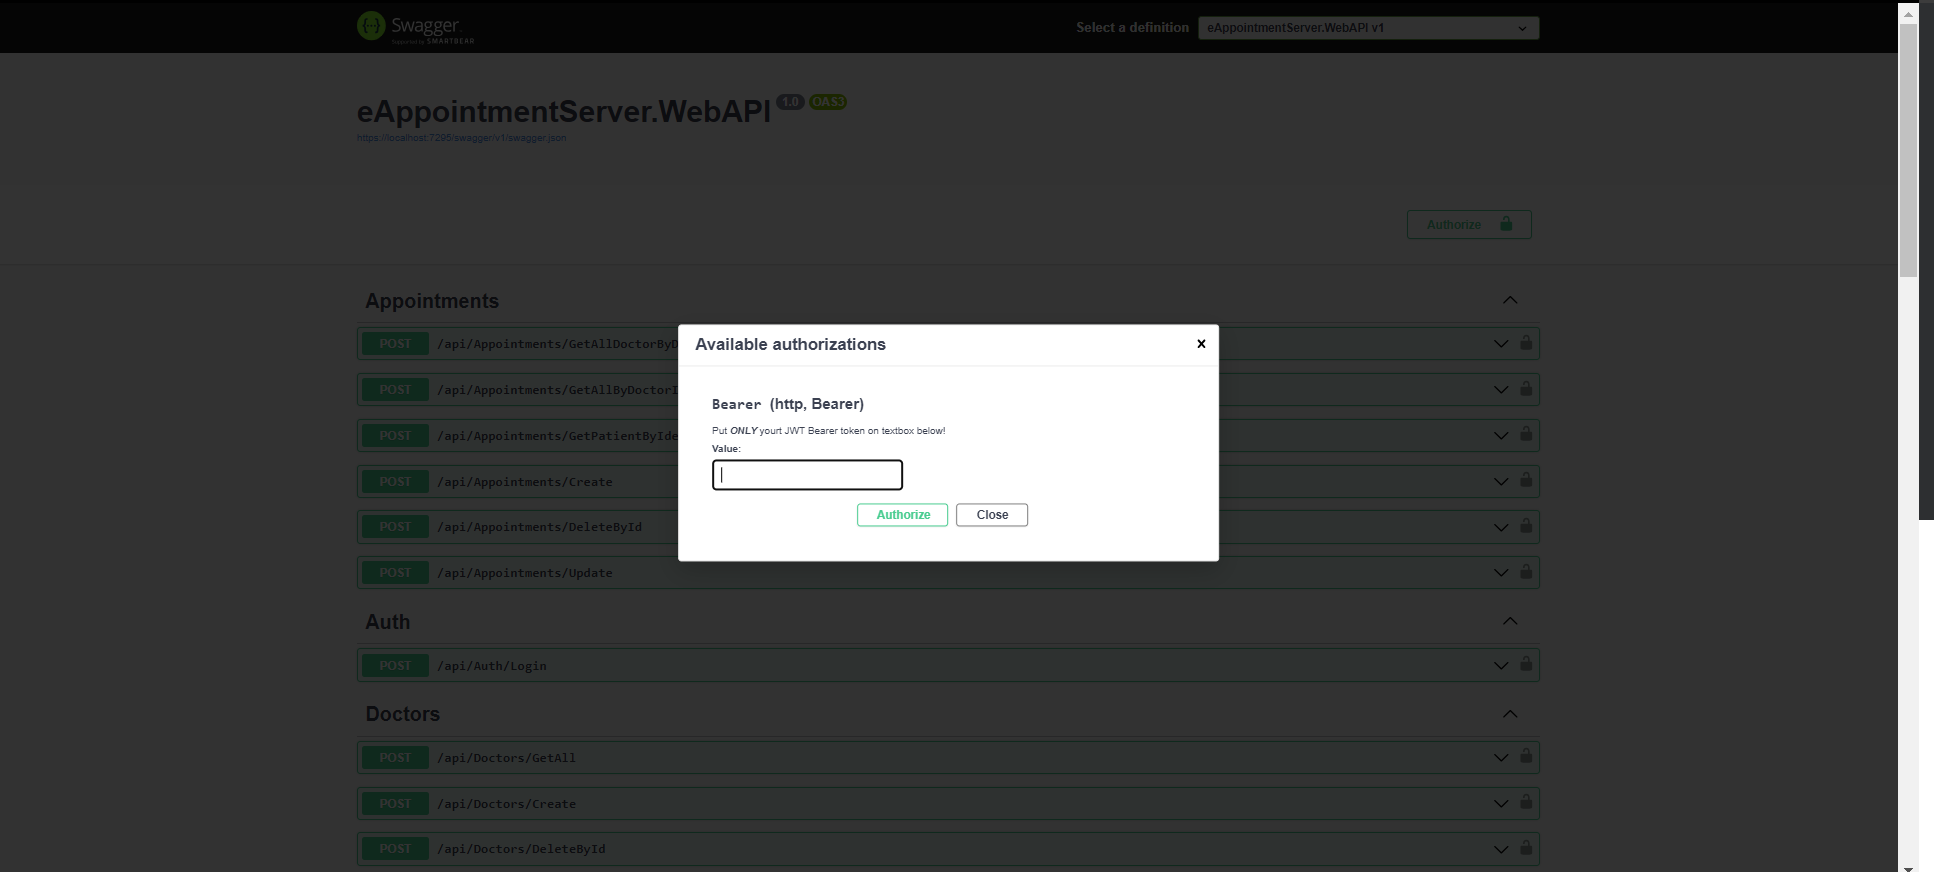 Swagger.
Supported by SMARTBEAR
Select a definition
eAppointmentServer.WebAPI v1
eAppointmentServer.WebAPI 1.0 OAS3
https://localhost:7295/swagger/v1/swagger.json
Authorize
Appointments
POST /api/Appointments/GetAllDoctorByD
POST /api/Appointments/GetAllByDoctorI
POST /api/Appointments/GetPatientByIde
POST /api/Appointments/Create
POST /api/Appointments/DeleteById
POST /api/Appointments/Update
Available authorizations
Bearer (http, Bearer)
Put ONLY yourt JWT Bearer token on textbox below!
Value:
Authorize Close
Auth
POST /api/Auth/Login
Doctors
POST /api/Doctors/GetAll
POST /api/Doctors/Create
POST /api/Doctors/DeleteById